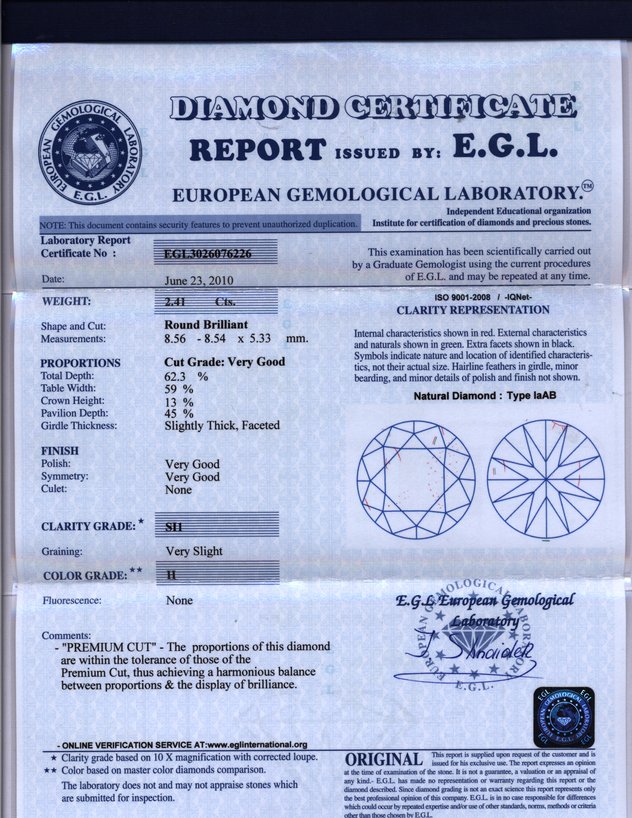 DIAMOND CERTIFICATE
REPORT ISSUED BY: E.G.L.
EUROPEAN GEMOLOGICAL LABORATORY E.G.L.
EUROPEAN GEMOLOGICAL LABORATORY.™
Independent Educational organization
Institute for certification of diamonds and precious stones.
NOTE: This document contains security features to prevent unauthorized duplication.
Laboratory Report
Certificate No : EGL3026076226
Date: June 23, 2010
WEIGHT: 2.41 Cts.
Shape and Cut: Round Brilliant
Measurements: 8.56 - 8.54 x 5.33 mm.
PROPORTIONS Cut Grade: Very Good
Total Depth: 62.3 %
Table Width: 59 %
Crown Height: 13 %
Pavilion Depth: 45 %
Girdle Thickness: Slightly Thick, Faceted
FINISH
Polish: Very Good
Symmetry: Very Good
Culet: None
CLARITY GRADE: ★ SI1
Graining: Very Slight
COLOR GRADE: ★★ H
Fluorescence: None
Comments:
- "PREMIUM CUT" - The proportions of this diamond
are within the tolerance of those of the
Premium Cut, thus achieving a harmonious balance
between proportions & the display of brilliance.
- ONLINE VERIFICATION SERVICE AT:www.eglinternational.org
★ Clarity grade based on 10 X magnification with corrected loupe.
★★ Color based on master color diamonds comparison.
The laboratory does not and may not appraise stones which
are submitted for inspection.
This examination has been scientifically carried out
by a Graduate Gemologist using the current procedures
of E.G.L. and may be repeated at any time.
ISO 9001-2008 / -IQNet-
CLARITY REPRESENTATION
Internal characteristics shown in red. External characteristics
and naturals shown in green. Extra facets shown in black.
Symbols indicate nature and location of identified characteris-
tics, not their actual size. Hairline feathers in girdle, minor
bearding, and minor details of polish and finish not shown.
Natural Diamond : Type IaAB
E.G.L European Gemological
Laboratory
EUROPEAN GEMOLOGICAL LABORATORY
E.G.L.
EGL EGL
EUROPEAN GEMOLOGICAL LABORATORY E.G.L.
EGL EGL
ORIGINAL This report is supplied upon request of the customer and is
issued for his exclusive use. The report expresses an opinion
at the time of examination of the stone. It is not a guarantee, a valuation or an appraisal of
any kind.- E.G.L. has made no representation or warranty regarding this report or the
diamond described. Since diamond grading is not an exact science this report represents only
the best professional opinion of this company. E.G.L. is in no case responsible for differences
which could occur by repeated expertise and/or use of other standards, norms, methods or criteria
other than those chosen by E.G.L.